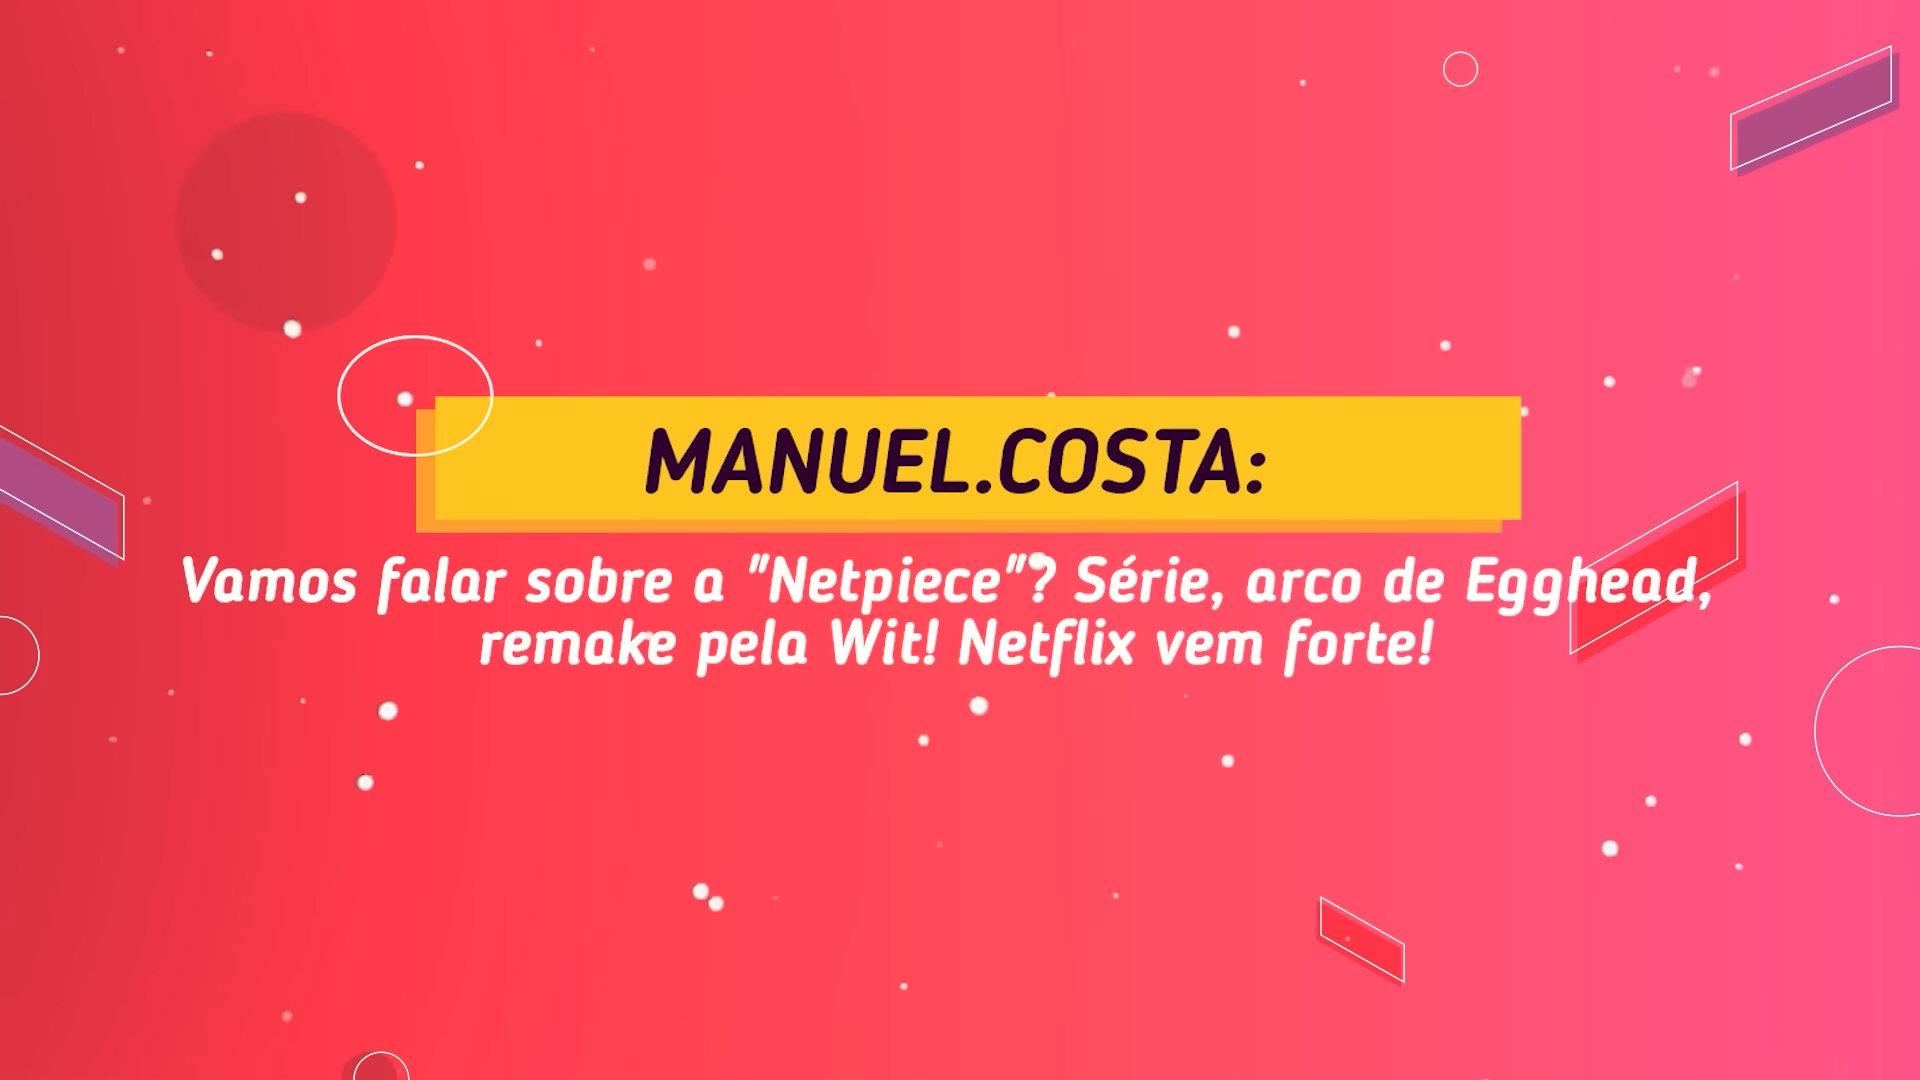 MANUEL.COSTA:
Vamos falar sobre a "Netpiece"? Série, arco de Egghead,
remake pela Wit! Netflix vem forte!